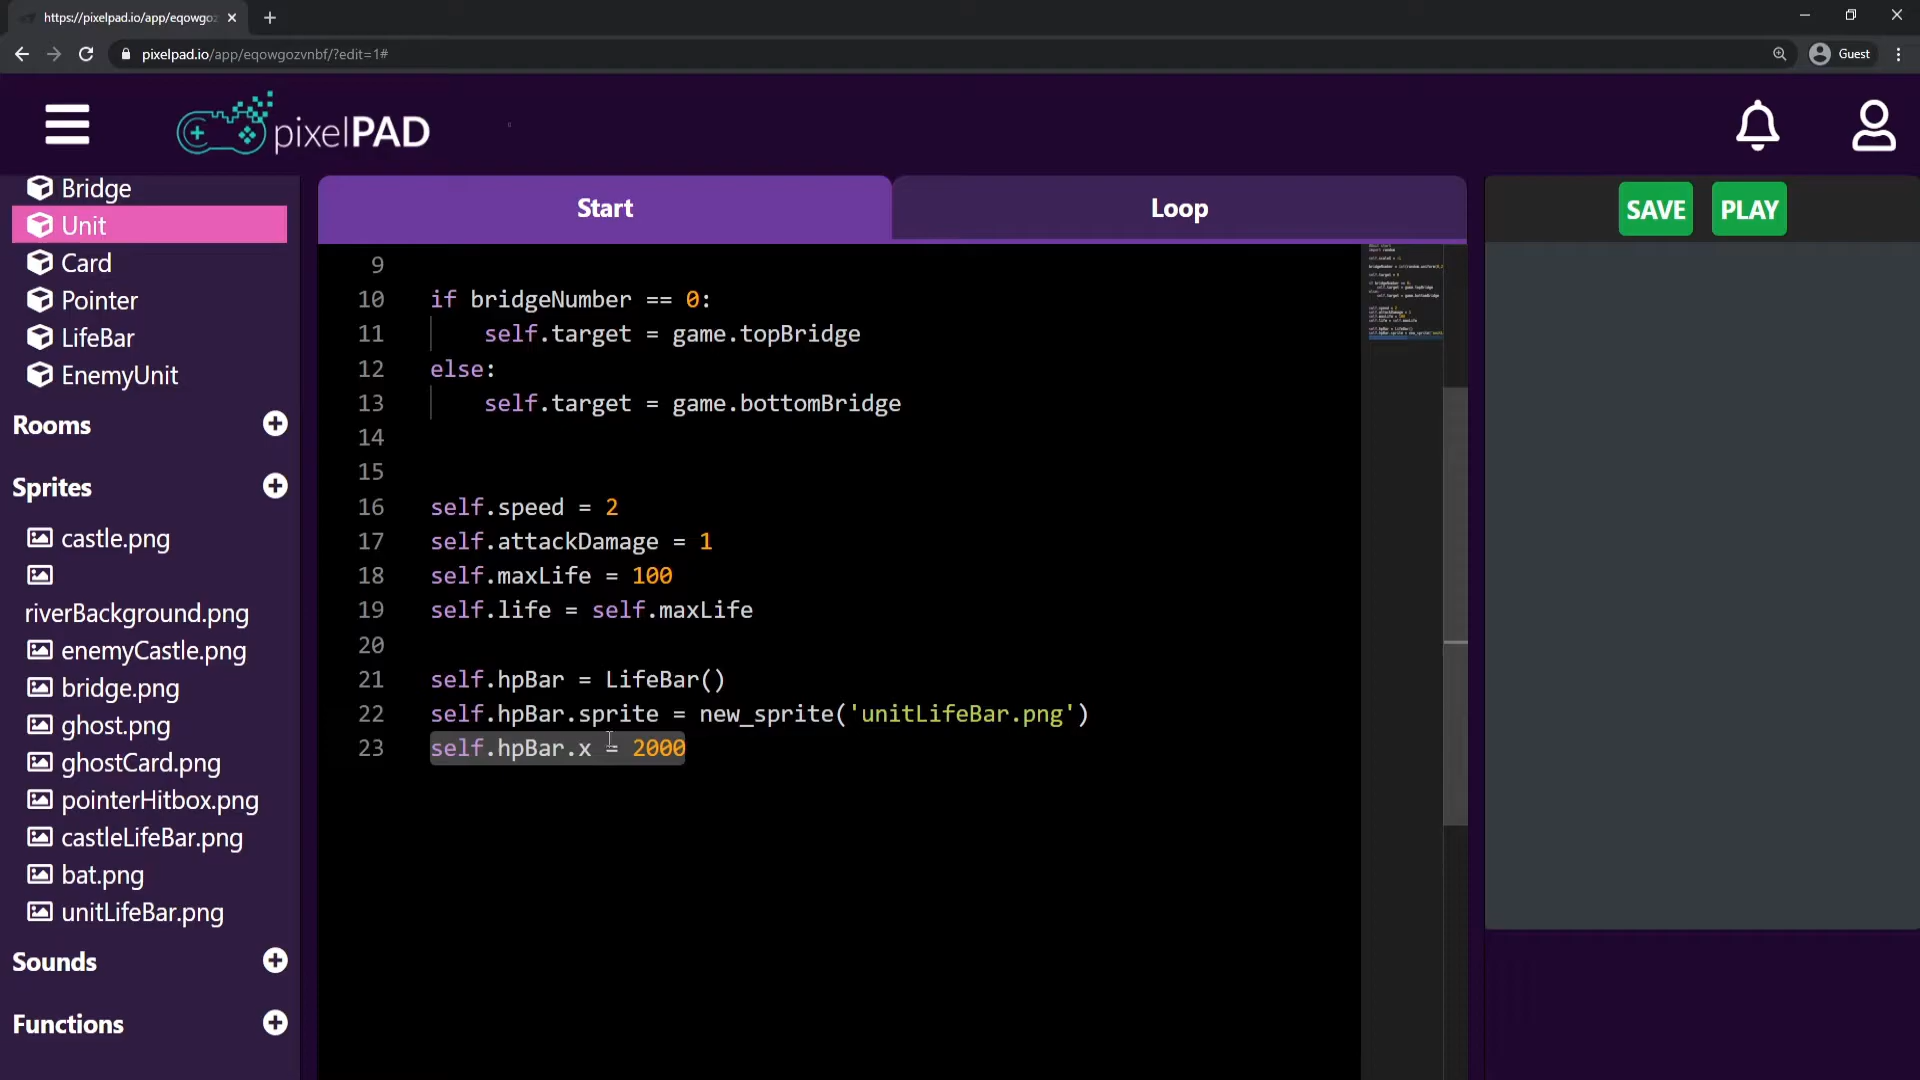 https://pixelpad.io/app/eqowgoz
pixelpad.io/app/eqowgozvnbf/?edit=1#
Guest
pixelPAD
Bridge
Unit
Card
Pointer
LifeBar
EnemyUnit
Rooms
Sprites
castle.png
riverBackground.png
enemyCastle.png
bridge.png
ghost.png
ghostCard.png
pointerHitbox.png
castleLifeBar.png
bat.png
unitLifeBar.png
Sounds
Functions
Start
Loop
9
10 if bridgeNumber == 0:
11 self.target = game.topBridge
12 else:
13 self.target = game.bottomBridge
14
15
16 self.speed = 2
17 self.attackDamage = 1
18 self.maxLife = 100
19 self.life = self.maxLife
20
21 self.hpBar = LifeBar()
22 self.hpBar.sprite = new_sprite('unitLifeBar.png')
23 self.hpBar.x = 2000
SAVE
PLAY